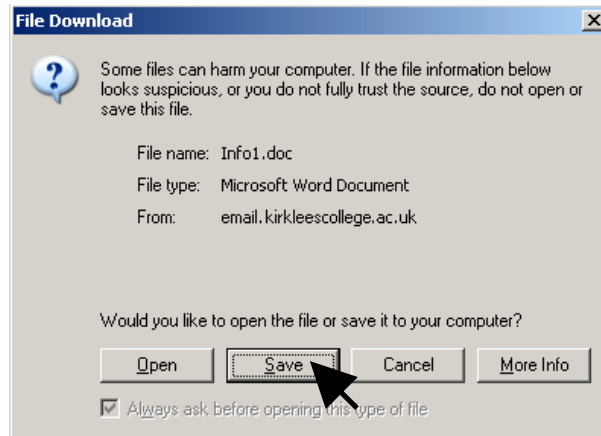 File Download
Some files can harm your computer. If the file information below
looks suspicious, or you do not fully trust the source, do not open or
save this file.
File name: Info1.doc
File type: Microsoft Word Document
From: email.kirkleescollege.ac.uk
Would you like to open the file or save it to your computer?
Open Save Cancel More Info
Always ask before opening this type of file